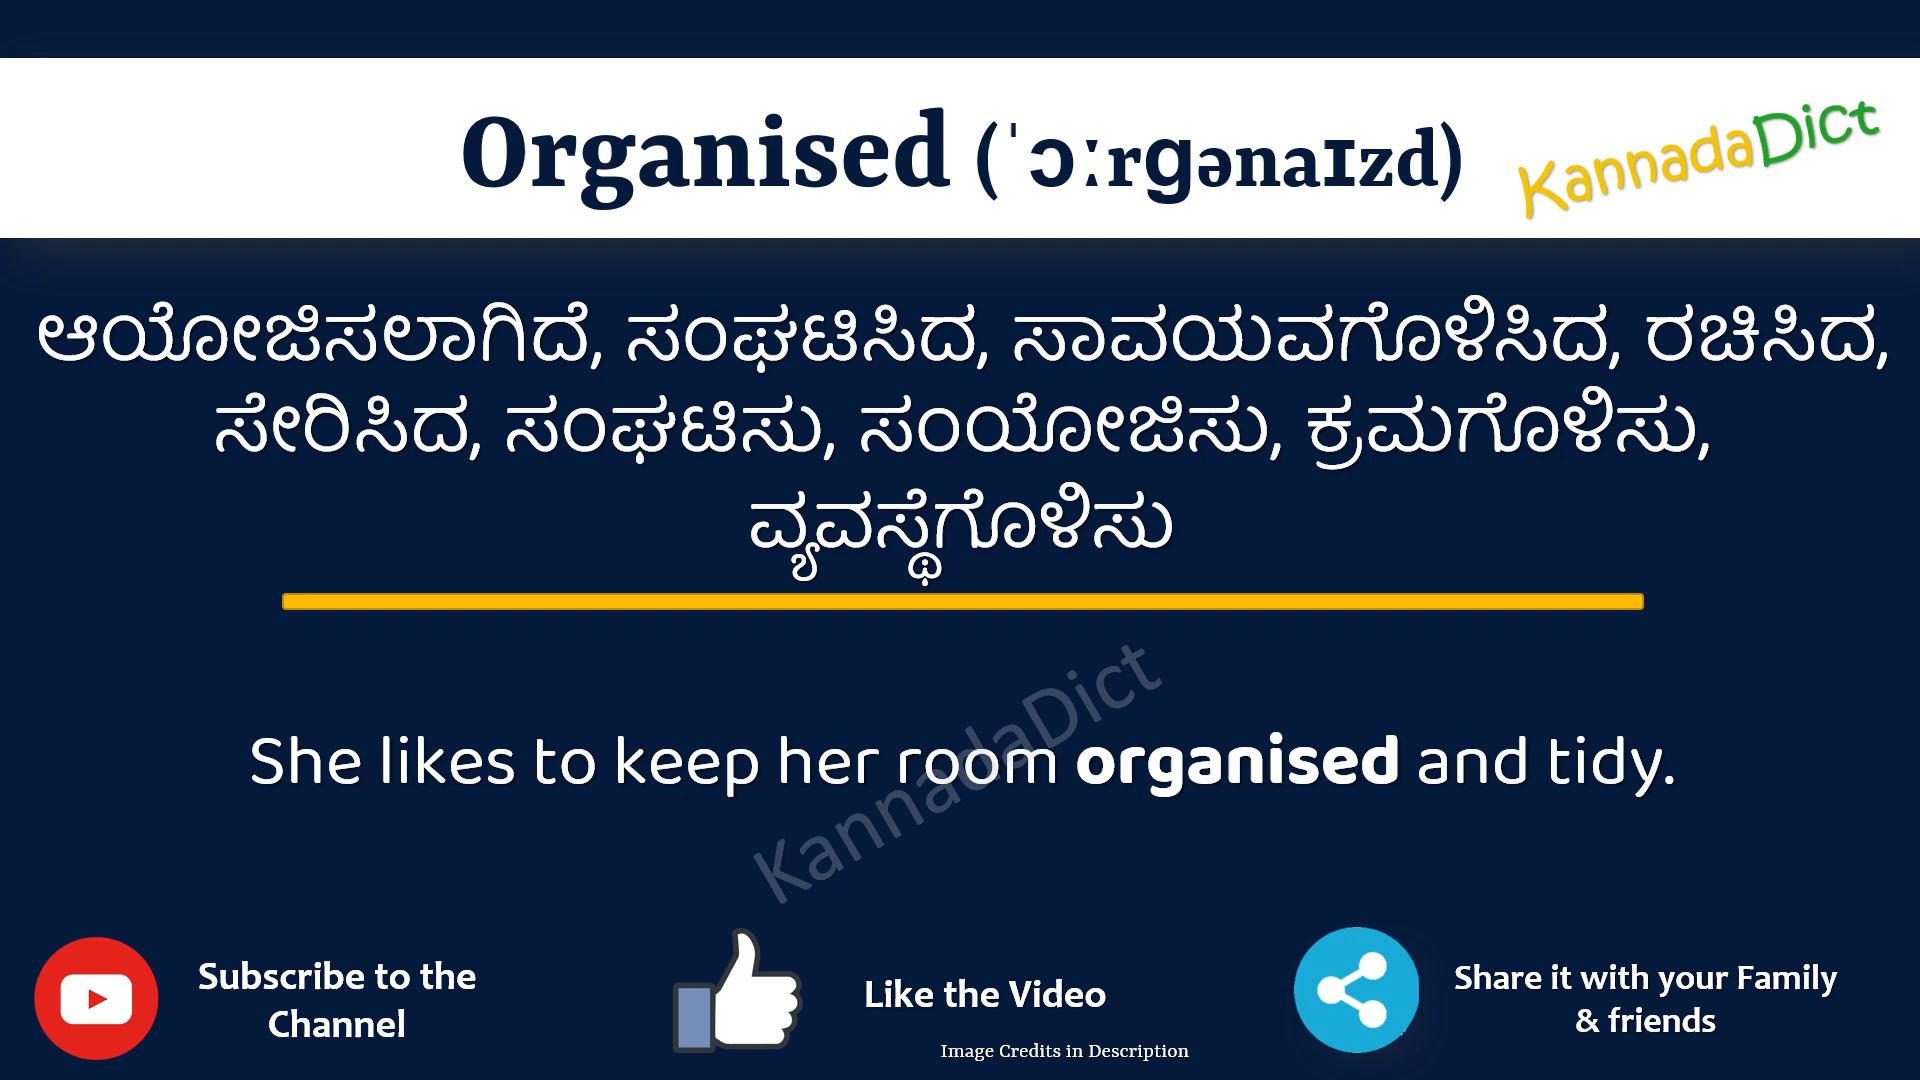 Organised (ˈɔːrɡənaɪzd)
KannadaDict
ಆಯೋಜಿಸಲಾಗಿದೆ, ಸಂಘಟಿಸಿದ, ಸಾವಯವಗೊಳಿಸಿದ, ರಚಿಸಿದ,
ಸೇರಿಸಿದ, ಸಂಘಟಿಸು, ಸಂಯೋಜಿಸು, ಕ್ರಮಗೊಳಿಸು,
ವ್ಯವಸ್ಥೆಗೊಳಿಸು
She likes to keep her room organised and tidy.
KannadaDict
Subscribe to the
Channel
Like the Video
Share it with your Family
& friends
Image Credits in Description